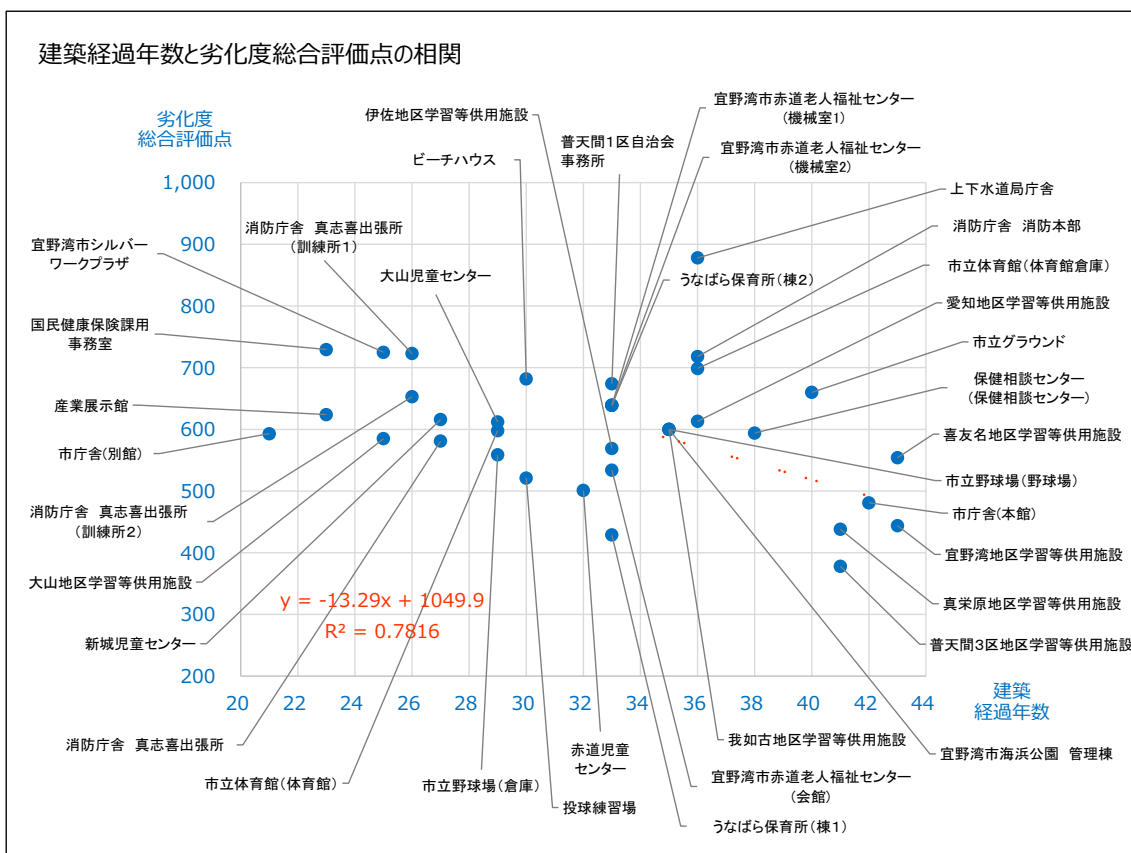 建築経過年数と劣化度総合評価点の相関
劣化度
総合評価点
伊佐地区学習等供用施設
ビーチハウス
普天間1区自治会
事務所
宜野湾市赤道老人福祉センター
(機械室1)
宜野湾市赤道老人福祉センター
(機械室2)
上下水道局庁舎
消防庁舎 消防本部
市立体育館(体育館倉庫)
愛知地区学習等供用施設
市立グラウンド
保健相談センター
(保健相談センター)
喜友名地区学習等供用施設
市立野球場(野球場)
市庁舎(本館)
宜野湾地区学習等供用施設
真栄原地区学習等供用施設
普天間3区地区学習等供用施設
消防庁舎 真志喜出張所
(訓練所1)
宜野湾市シルバー
ワークプラザ
大山児童センター
うなばら保育所(棟2)
国民健康保険課用
事務室
産業展示館
市庁舎(別館)
消防庁舎 真志喜出張所
(訓練所2)
大山地区学習等供用施設
新城児童センター
消防庁舎 真志喜出張所
市立体育館(体育館)
市立野球場(倉庫)
投球練習場
赤道児童
センター
我如古地区学習等供用施設
宜野湾市赤道老人福祉センター
(会館)
うなばら保育所(棟1)
宜野湾市海浜公園 管理棟
y = -13.29x + 1049.9
R² = 0.7816
1,000
900
800
700
600
500
400
300
200
20 22 24 26 28 30 32 34 36 38 40 42 44
建築
経過年数